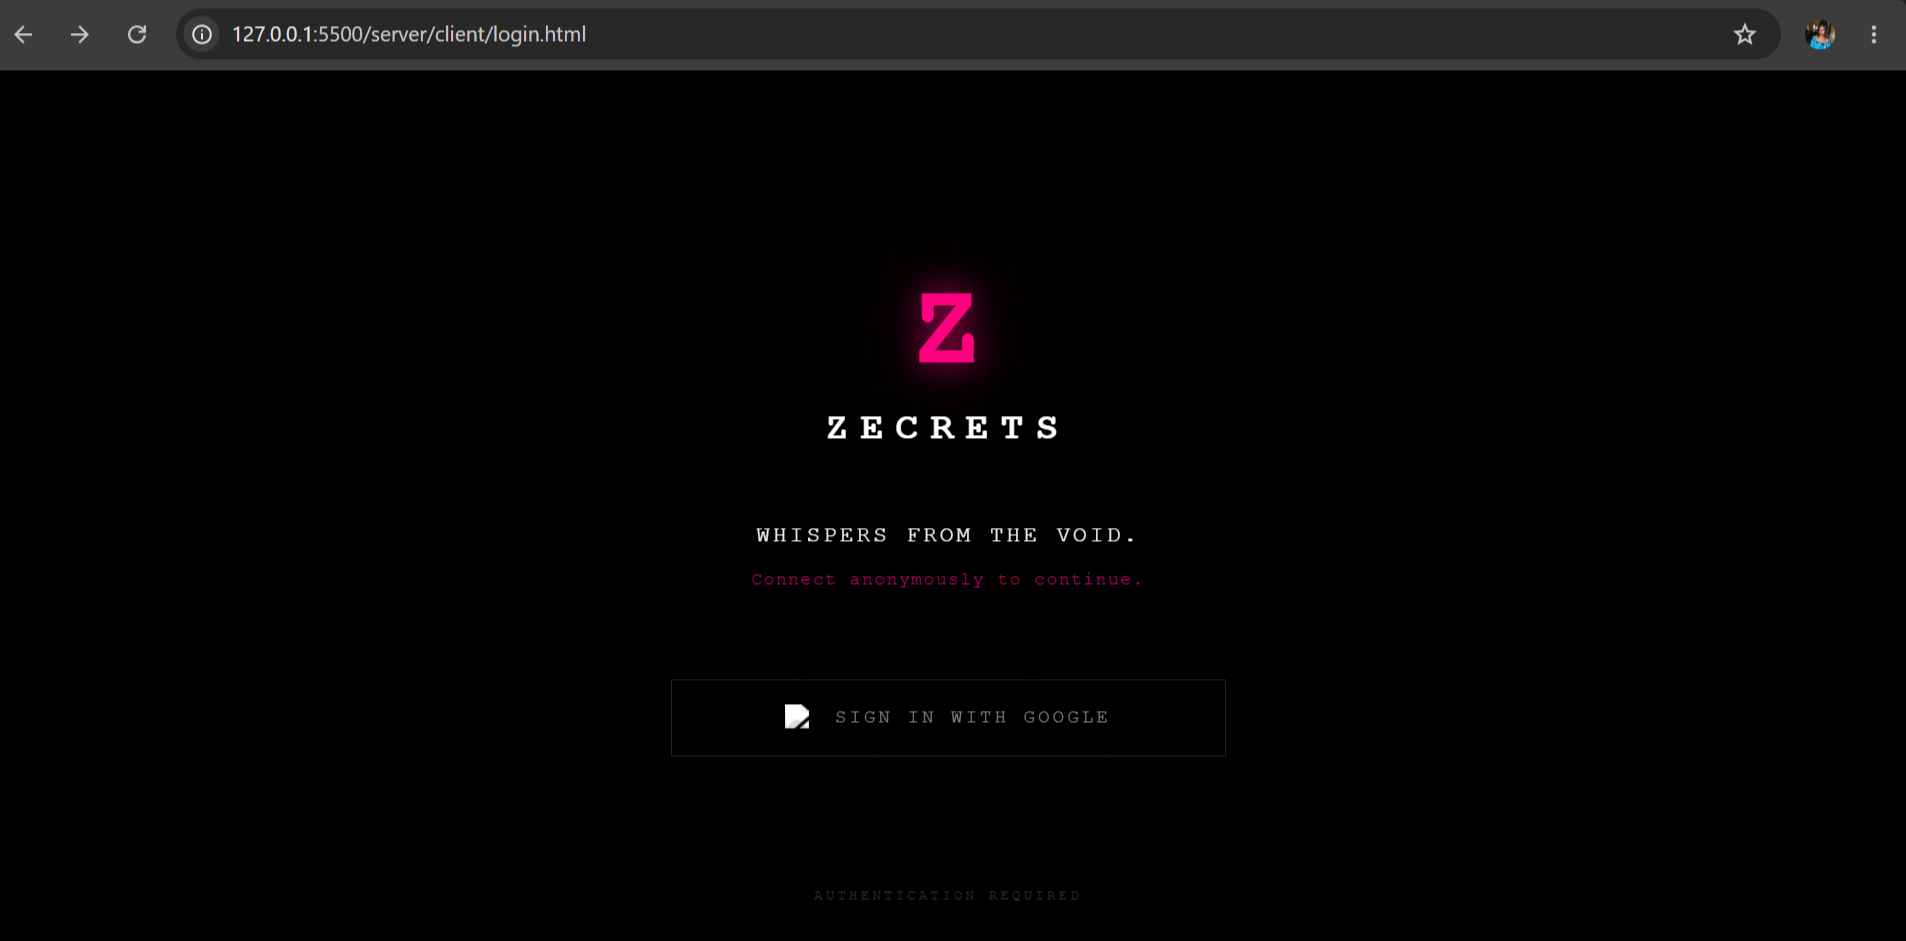 127.0.0.1:5500/server/client/login.html
Z
ZECRETS
WHISPERS FROM THE VOID.
Connect anonymously to continue.
SIGN IN WITH GOOGLE
AUTHENTICATION REQUIRED